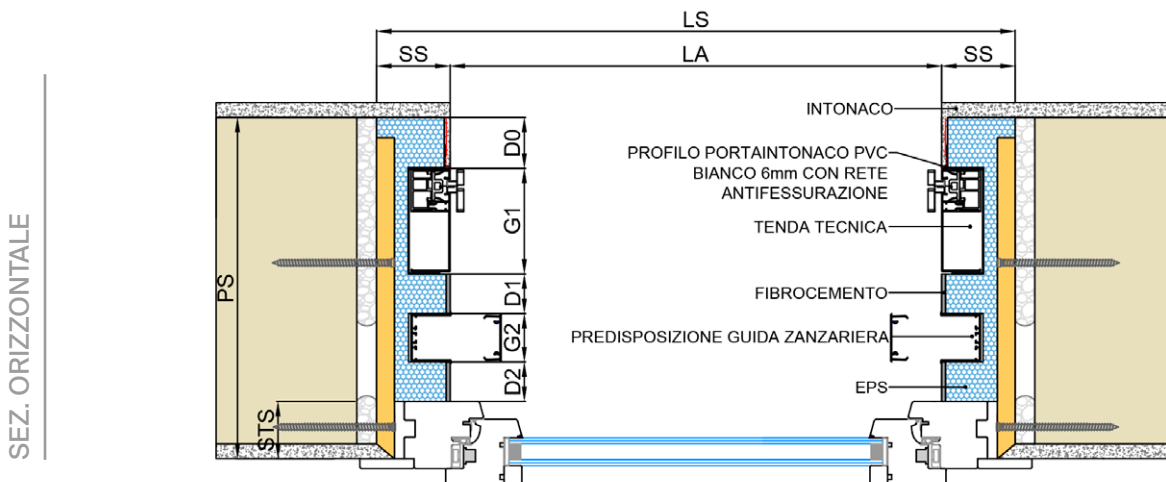 LS
SS
LA
SS
INTONACO
D0
PROFILO PORTAINTONACO PVC
BIANCO 6mm CON RETE
ANTIFESSURAZIONE
G1
TENDA TECNICA
SEZ. ORIZZONTALE
PS
D1
FIBROCEMENTO
G2
PREDISPOSIZIONE GUIDA ZANZARIERA
D2
EPS
STS